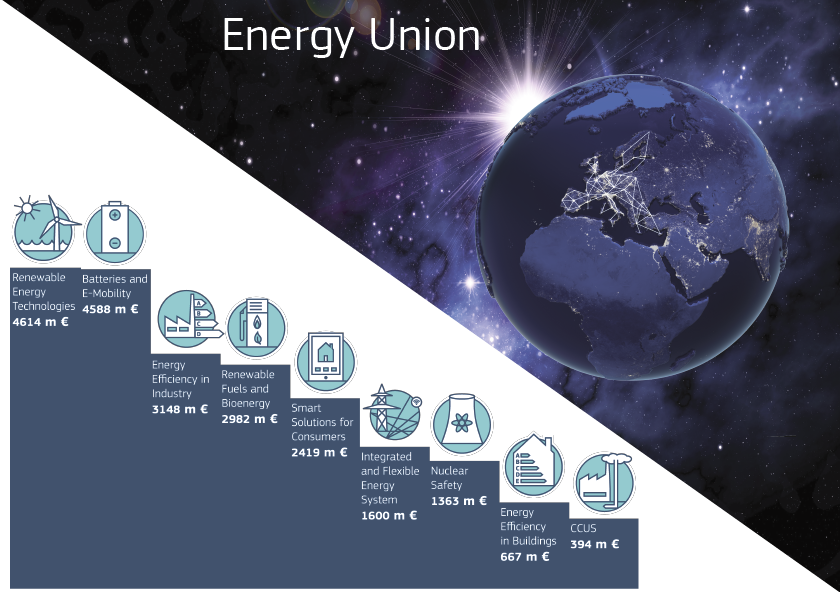 Energy Union
Renewable
Energy
Technologies
4614 m €
Batteries and
E-Mobility
4588 m €
A
B
C
D
Energy
Efficiency in
Industry
3148 m €
Renewable
Fuels and
Bioenergy
2982 m €
Smart
Solutions for
Consumers
2419 m €
Integrated
and Flexible
Energy
System
1600 m €
Nuclear
Safety
1363 m €
Energy
Efficiency
in Buildings
667 m €
CCUS
394 m €